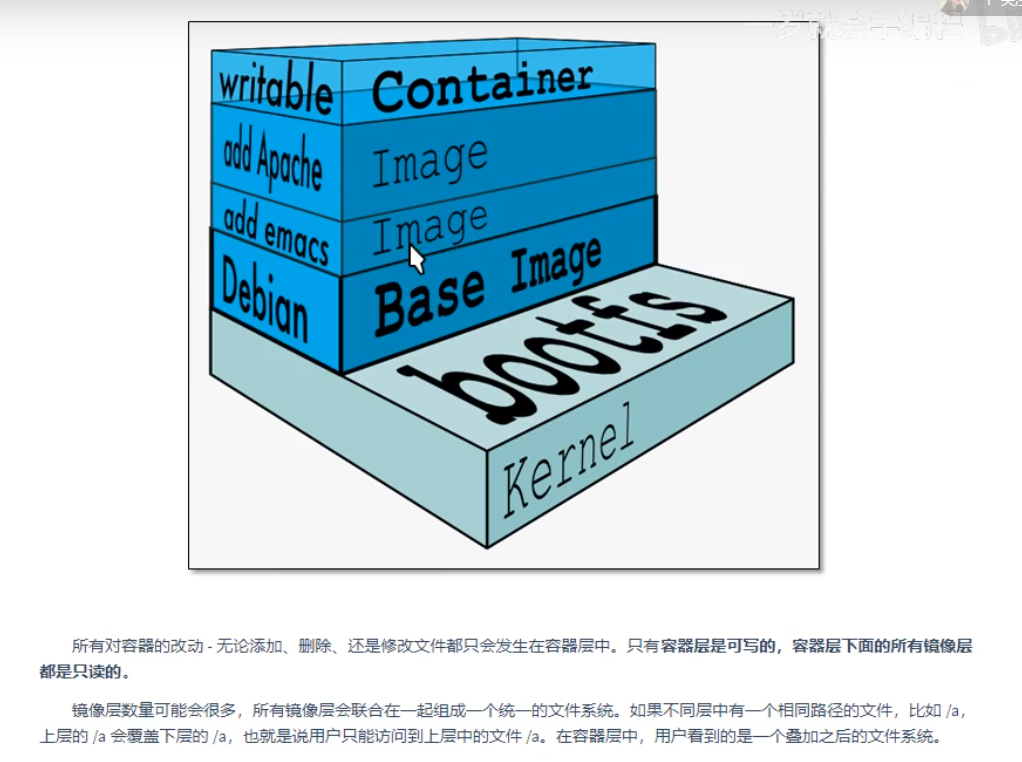 岁就会学编程
writable Container
add Apache Image
add emacs Image
Debian Base Image
bootfs
Kernel
所有对容器的改动 - 无论添加、删除、还是修改文件都只会发生在容器层中。只有容器层是可写的，容器层下面的所有镜像层
都是只读的。
镜像层数量可能会很多，所有镜像层会联合在一起组成一个统一的文件系统。如果不同层中有一个相同路径的文件，比如 /a，
上层的 /a 会覆盖下层的 /a，也就是说用户只能访问到上层中的文件 /a。在容器层中，用户看到的是一个叠加之后的文件系统。